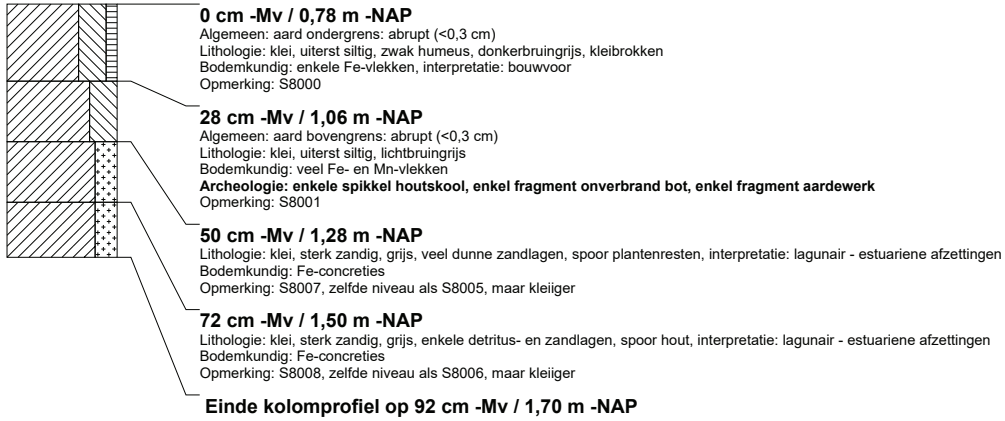 0 cm -Mv / 0,78 m -NAP
Algemeen: aard ondergrens: abrupt (<0,3 cm)
Lithologie: klei, uiterst siltig, zwak humeus, donkerbruingrijs, kleibrokken
Bodemkundig: enkele Fe-vlekken, interpretatie: bouwvoor
Opmerking: S8000
28 cm -Mv / 1,06 m -NAP
Algemeen: aard bovengrens: abrupt (<0,3 cm)
Lithologie: klei, uiterst siltig, lichtbruingrijs
Bodemkundig: veel Fe- en Mn-vlekken
Archeologie: enkele spikkel houtskool, enkel fragment onverbrand bot, enkel fragment aardewerk
Opmerking: S8001
50 cm -Mv / 1,28 m -NAP
Lithologie: klei, sterk zandig, grijs, veel dunne zandlagen, spoor plantenresten, interpretatie: lagunair - estuariene afzettingen
Bodemkundig: Fe-concreties
Opmerking: S8007, zelfde niveau als S8005, maar kleiiger
72 cm -Mv / 1,50 m -NAP
Lithologie: klei, sterk zandig, grijs, enkele detritus- en zandlagen, spoor hout, interpretatie: lagunair - estuariene afzettingen
Bodemkundig: Fe-concreties
Opmerking: S8008, zelfde niveau als S8006, maar kleiiger
Einde kolomprofiel op 92 cm -Mv / 1,70 m -NAP